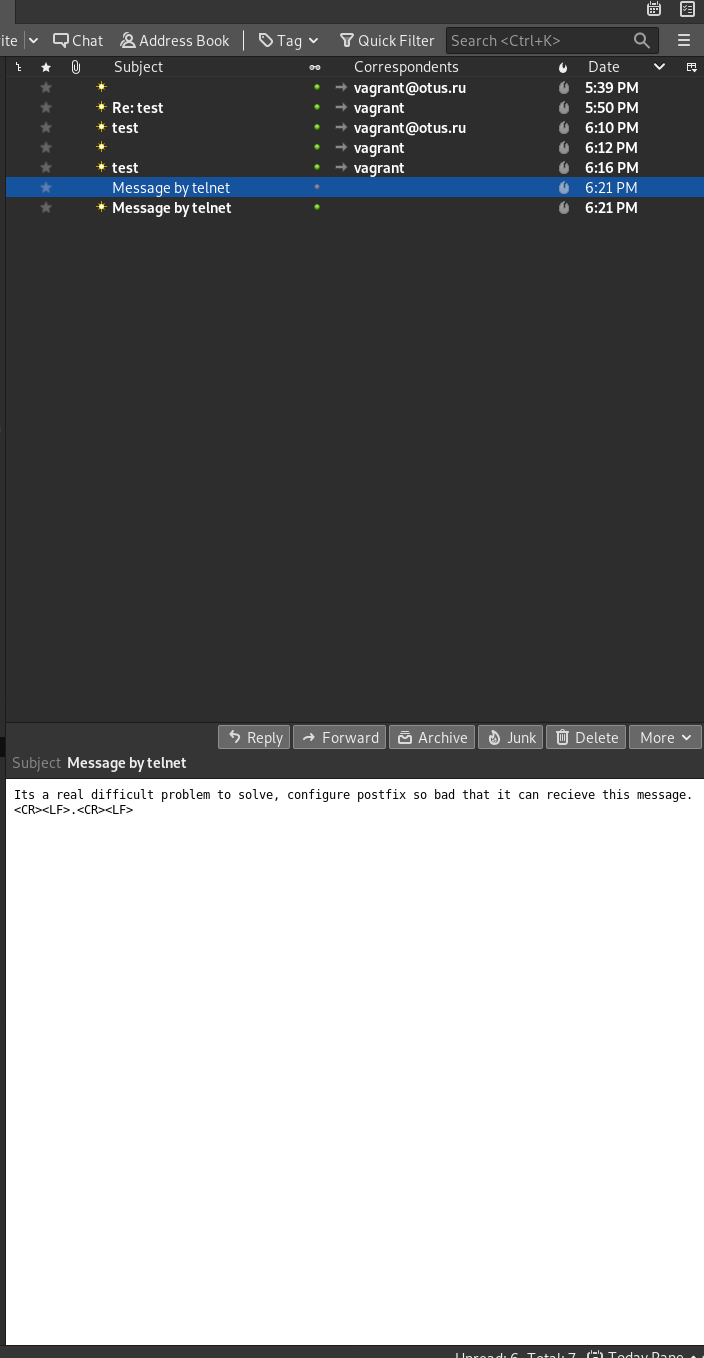 ite Chat Address Book Tag Quick Filter Search <Ctrl+K>
Subject Correspondents Date
vagrant@otus.ru 5:39 PM
Re: test vagrant 5:50 PM
test vagrant@otus.ru 6:10 PM
vagrant 6:12 PM
test vagrant 6:16 PM
Message by telnet 6:21 PM
Message by telnet 6:21 PM
Reply Forward Archive Junk Delete More
Subject Message by telnet
Its a real difficult problem to solve, configure postfix so bad that it can recieve this message.
<CR><LF>.<CR><LF>
Unread: 6 Total: 7 Today Pane